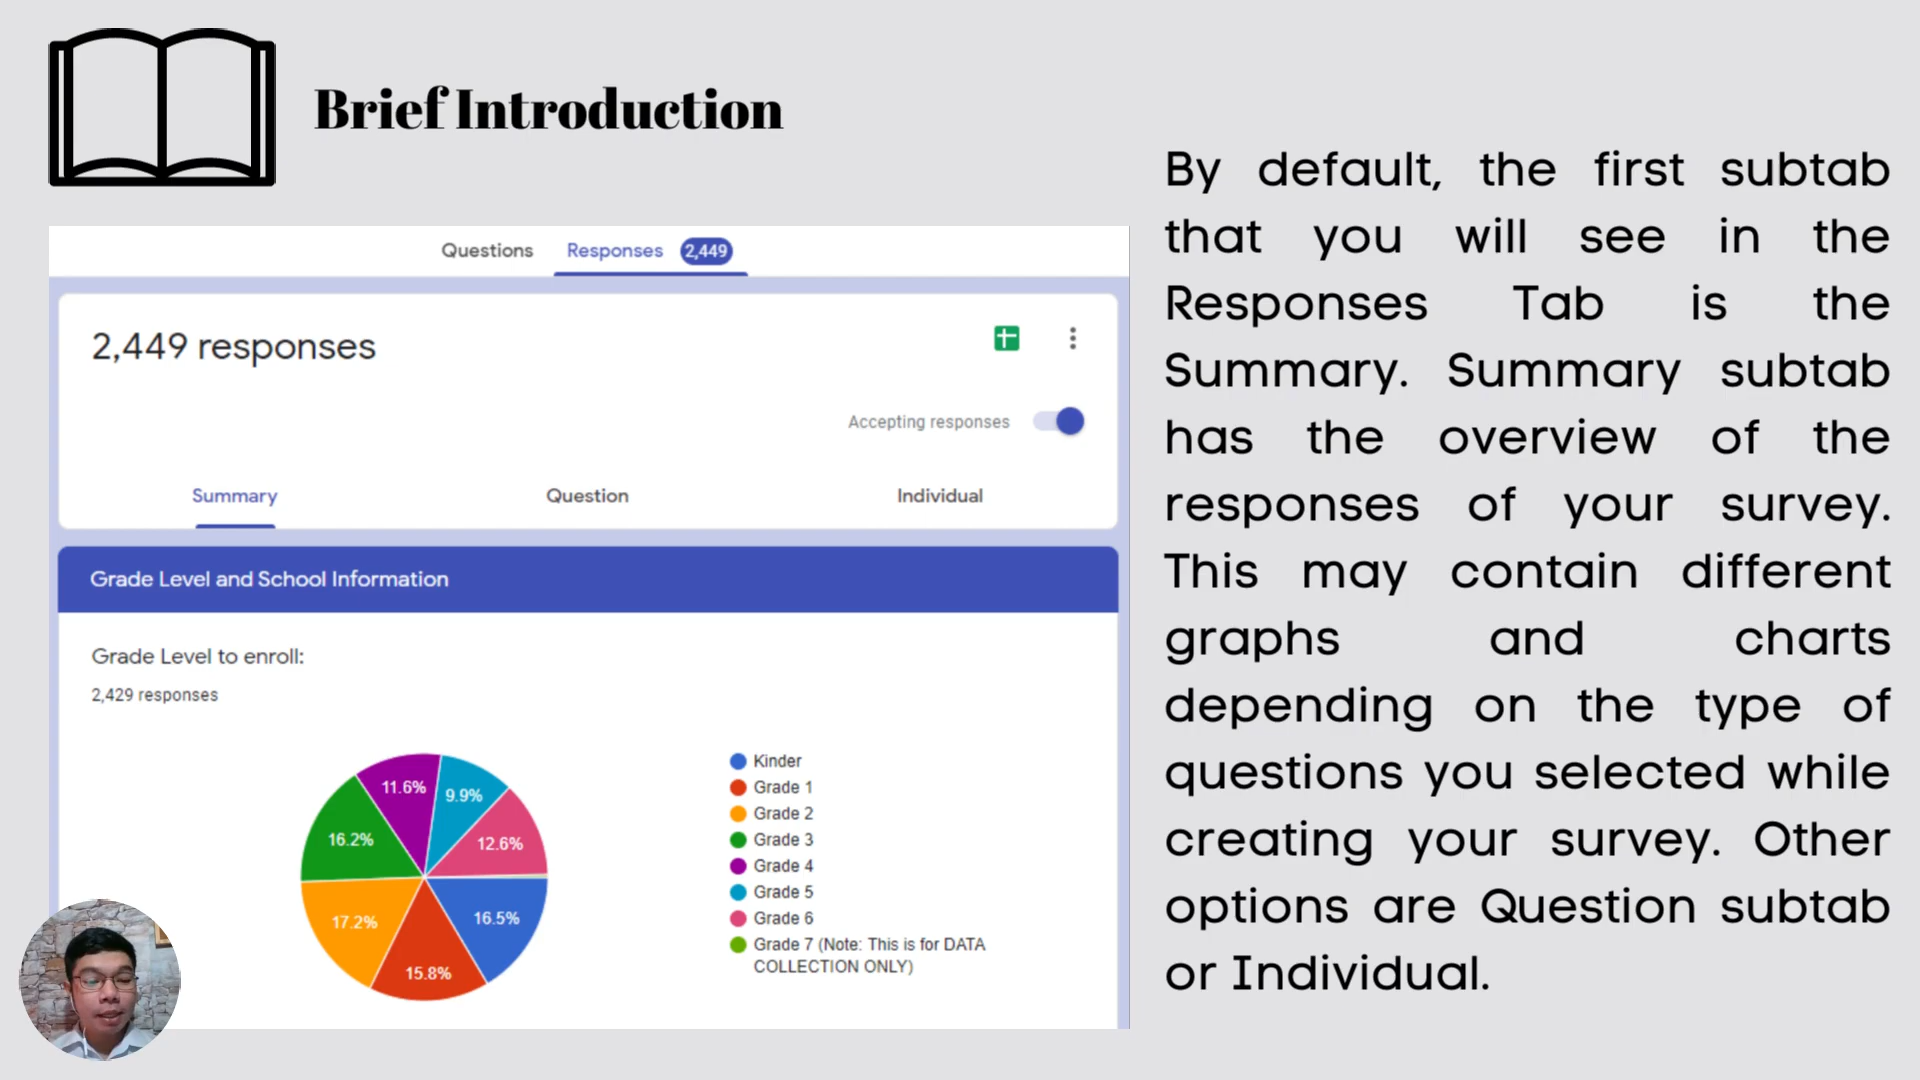 Brief Introduction
Questions
Responses 2,449
2,449 responses
Accepting responses
Summary
Question
Individual
Grade Level and School Information
Grade Level to enroll:
2,429 responses
11.6%
9.9%
16.2%
12.6%
17.2%
16.5%
15.8%
Kinder
Grade 1
Grade 2
Grade 3
Grade 4
Grade 5
Grade 6
Grade 7 (Note: This is for DATA
COLLECTION ONLY)
By default, the first subtab
that you will see in the
Responses Tab is the
Summary. Summary subtab
has the overview of the
responses of your survey.
This may contain different
graphs and charts
depending on the type of
questions you selected while
creating your survey. Other
options are Question subtab
or Individual.